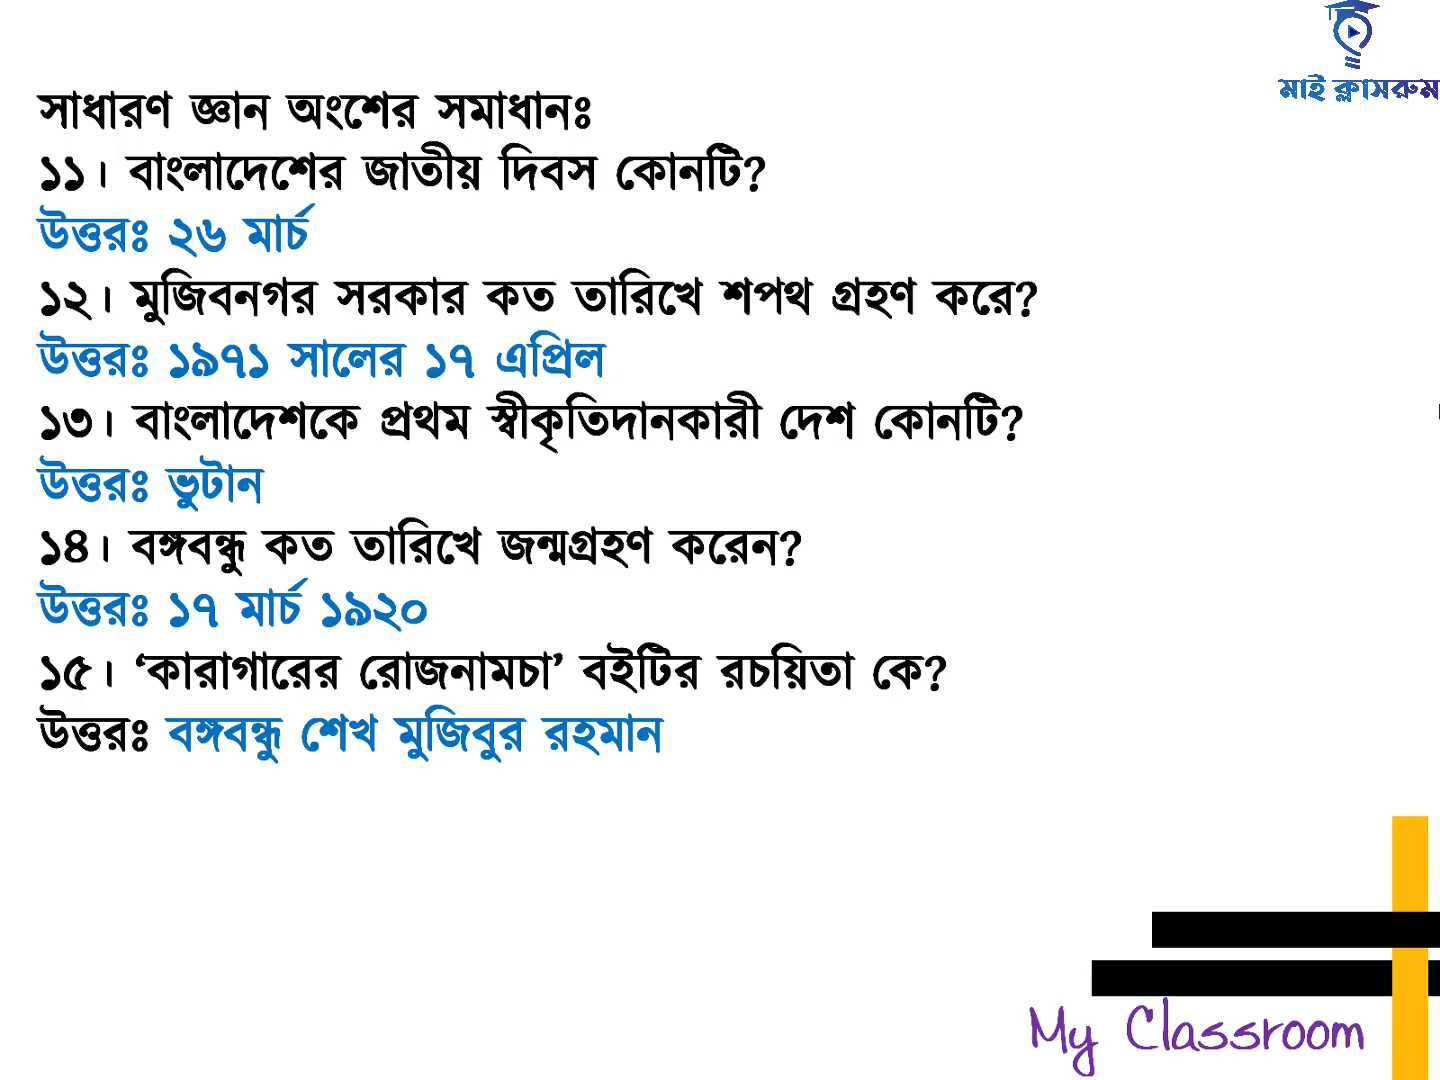 মাই ক্লাসরুম
সাধারণ জ্ঞান অংশের সমাধানঃ
১১। বাংলাদেশের জাতীয় দিবস কোনটি?
উত্তরঃ ২৬ মার্চ
১২। মুজিবনগর সরকার কত তারিখে শপথ গ্রহণ করে?
উত্তরঃ ১৯৭১ সালের ১৭ এপ্রিল
১৩। বাংলাদেশকে প্রথম স্বীকৃতিদানকারী দেশ কোনটি?
উত্তরঃ ভুটান
১৪। বঙ্গবন্ধু কত তারিখে জন্মগ্রহণ করেন?
উত্তরঃ ১৭ মার্চ ১৯২০
১৫। ‘কারাগারের রোজনামচা’ বইটির রচয়িতা কে?
উত্তরঃ বঙ্গবন্ধু শেখ মুজিবুর রহমান
My Classroom